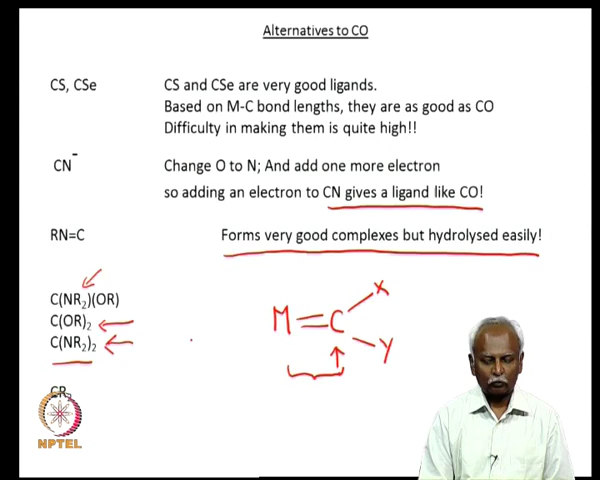 Alternatives to CO
CS, CSe CS and CSe are very good ligands.
Based on M-C bond lengths, they are as good as CO
Difficulty in making them is quite high!!
CN⁻ Change O to N; And add one more electron
so adding an electron to CN gives a ligand like CO!
RN=C Forms very good complexes but hydrolysed easily!
C(NR₂)(OR)
C(OR)₂
C(NR₂)₂
M=C
X
Y
CR₂
NPTEL